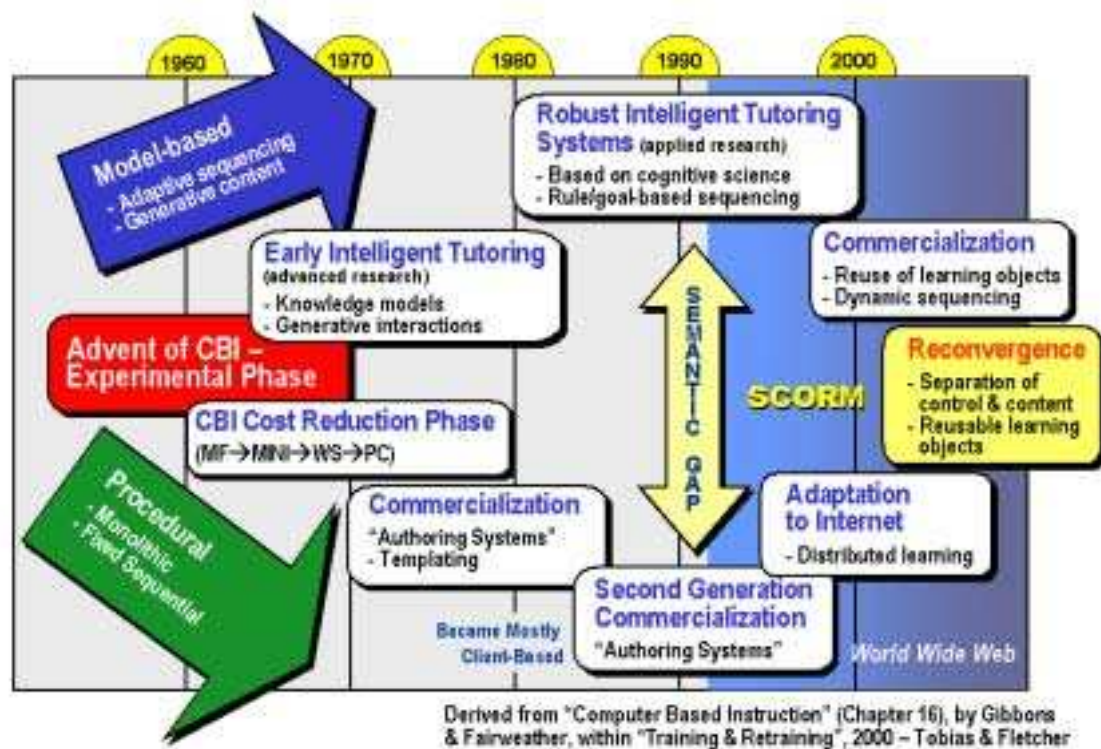 1960
1970
1980
1990
2000
Model-based
- Adaptive sequencing
- Generative content
Robust Intelligent Tutoring
Systems (applied research)
- Based on cognitive science
- Rule/goal-based sequencing
Early Intelligent Tutoring
(advanced research)
- Knowledge models
- Generative interactions
Commercialization
- Reuse of learning objects
- Dynamic sequencing
Advent of CBI –
Experimental Phase
SEMANTIC GAP
SCORM
Reconvergence
- Separation of
control & content
- Reusable learning
objects
CBI Cost Reduction Phase
(MF→MINI→WS→PC)
Procedural
- Monolithic
- Fixed Sequential
Commercialization
"Authoring Systems"
- Templating
Adaptation
to Internet
- Distributed learning
Second Generation
Commercialization
"Authoring Systems"
Became Mostly
Client-Based
World Wide Web
Derived from "Computer Based Instruction" (Chapter 16), by Gibbons
& Fairweather, within "Training & Retraining", 2000 – Tobias & Fletcher